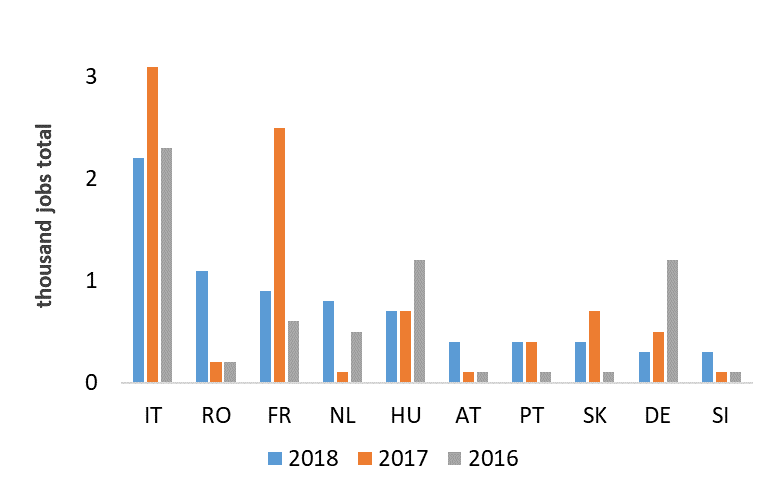 thousand jobs total
3
2
1
0
IT RO FR NL HU AT PT SK DE SI
2018 2017 2016